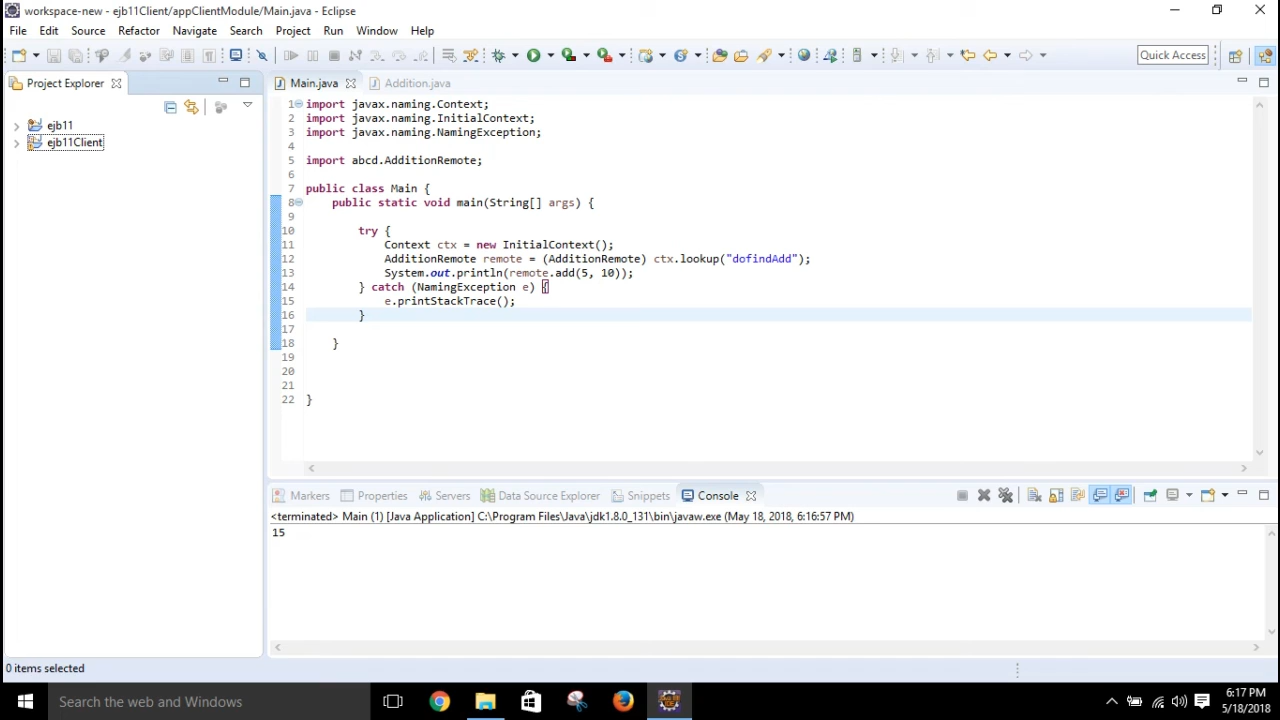 workspace-new - ejb11Client/appClientModule/Main.java - Eclipse
File Edit Source Refactor Navigate Search Project Run Window Help
Quick Access
Project Explorer
Main.java
Addition.java
ejb11
ejb11Client
1 import javax.naming.Context;
2 import javax.naming.InitialContext;
3 import javax.naming.NamingException;
4
5 import abcd.AdditionRemote;
6
7 public class Main {
8 public static void main(String[] args) {
9
10 try {
11 Context ctx = new InitialContext();
12 AdditionRemote remote = (AdditionRemote) ctx.lookup("dofindAdd");
13 System.out.println(remote.add(5, 10));
14 } catch (NamingException e) {
15 e.printStackTrace();
16 }
17
18 }
19
20
21
22 }
Markers Properties Servers Data Source Explorer Snippets Console
<terminated> Main (1) [Java Application] C:\Program Files\Java\jdk1.8.0_131\bin\javaw.exe (May 18, 2018, 6:16:57 PM)
15
0 items selected
Search the web and Windows
6:17 PM
5/18/2018